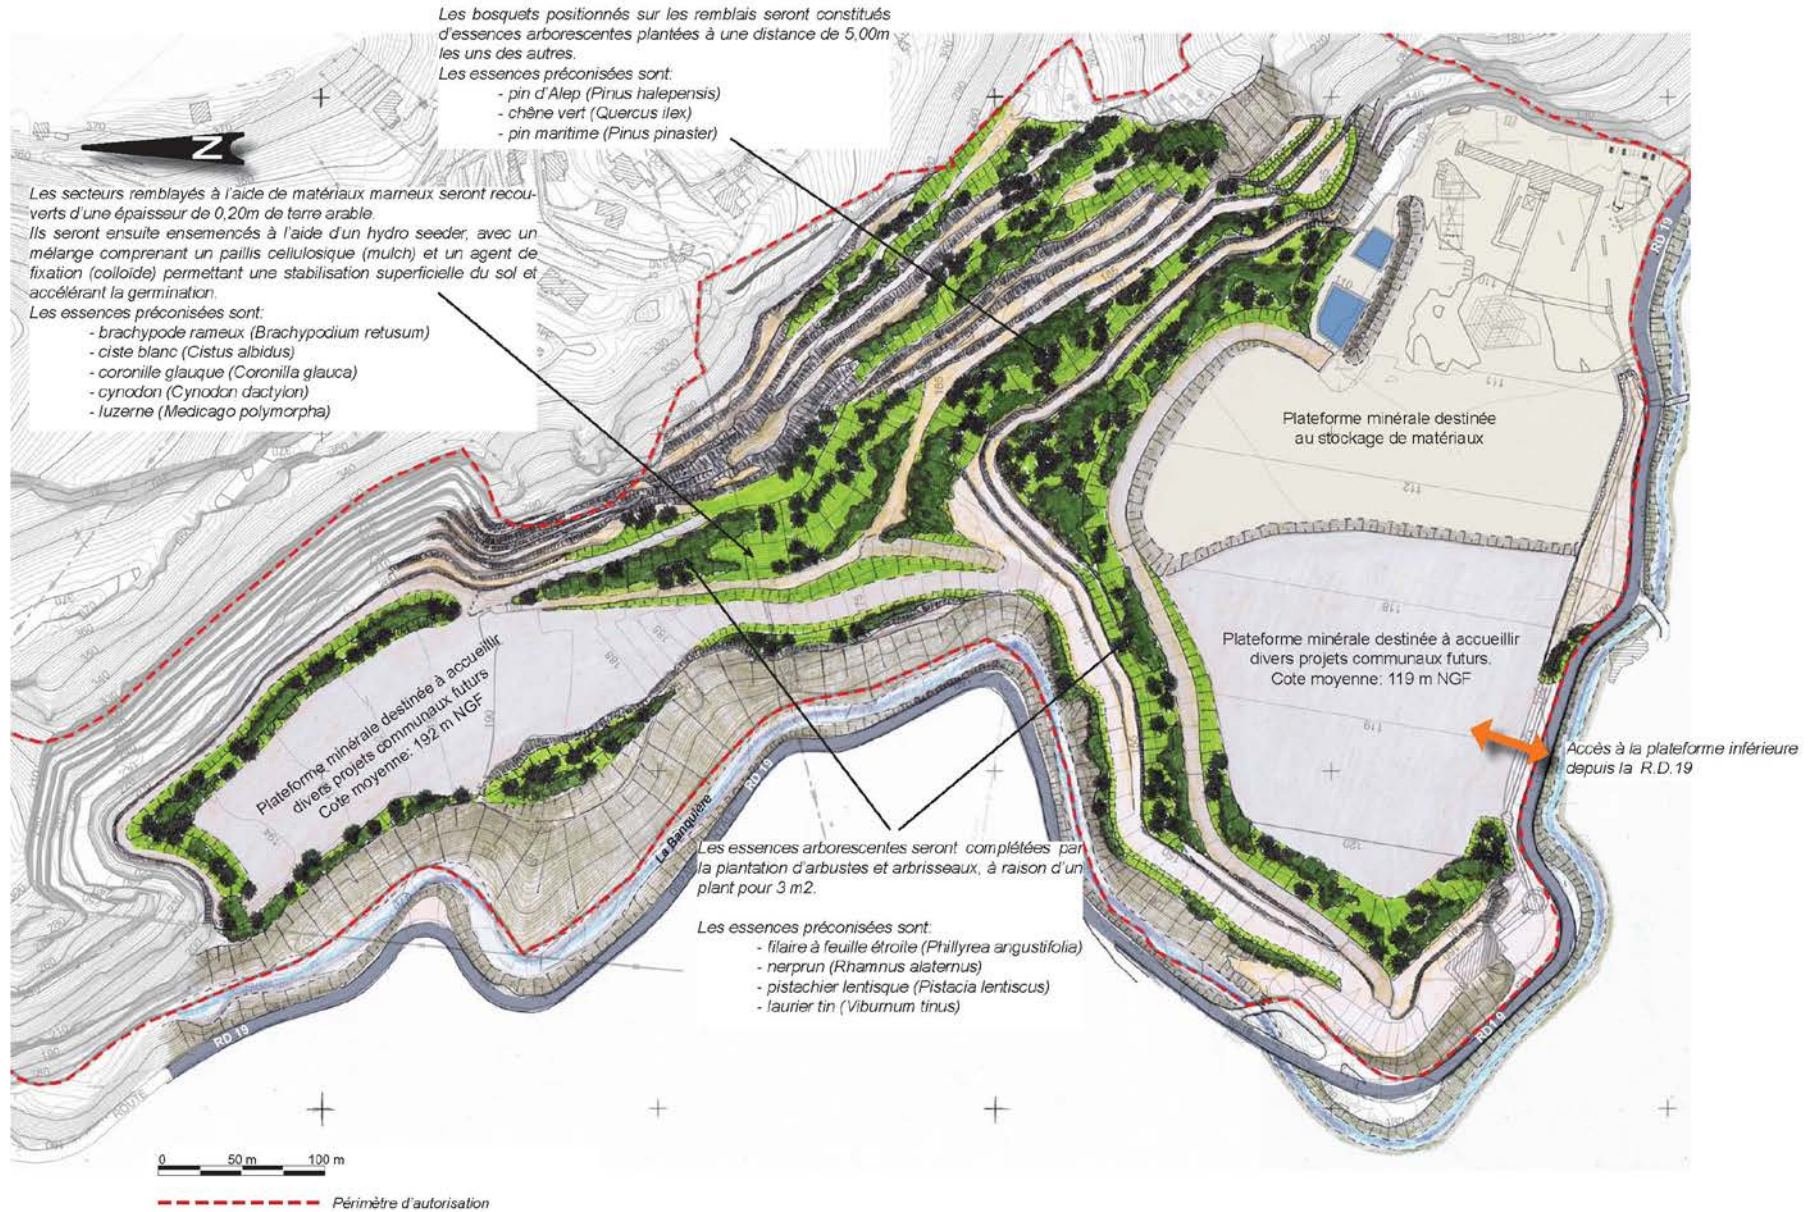 Les bosquets positionnés sur les remblais seront constitués
d'essences arborescentes plantées à une distance de 5,00m
les uns des autres.
Les essences préconisées sont:
- pin d'Alep (Pinus halepensis)
- chêne vert (Quercus ilex)
- pin maritime (Pinus pinaster)
N
Les secteurs remblayés à l'aide de matériaux marneux seront recou-
verts d'une épaisseur de 0,20m de terre arable.
Ils seront ensuite ensemencés à l'aide d'un hydro seeder, avec un
mélange comprenant un paillis cellulosique (mulch) et un agent de
fixation (colloïde) permettant une stabilisation superficielle du sol et
accélérant la germination.
Les essences préconisées sont:
- brachypode rameux (Brachypodium retusum)
- ciste blanc (Cistus albidus)
- coronille glauque (Coronilla glauca)
- cynodon (Cynodon dactylon)
- luzerne (Medicago polymorpha)
RD 19
Plateforme minérale destinée
au stockage de matériaux
111
112
118
Plateforme minérale destinée à accueillir
divers projets communaux futurs.
Cote moyenne: 119 m NGF
119
120
Accès à la plateforme inférieure
depuis la R.D.19
Plateforme minérale destinée à accueillir
divers projets communaux futurs
Cote moyenne: 192 m NGF
190
194
La Banquière
RD 19
Les essences arborescentes seront complétées par
la plantation d'arbustes et arbrisseaux, à raison d'un
plant pour 3 m2.
Les essences préconisées sont:
- filaire à feuille étroite (Phillyrea angustifolia)
- nerprun (Rhamnus alaternus)
- pistachier lentisque (Pistacia lentiscus)
- laurier tin (Viburnum tinus)
RD 19
RD1 9
ROUTE
0 50 m 100 m
Périmètre d'autorisation